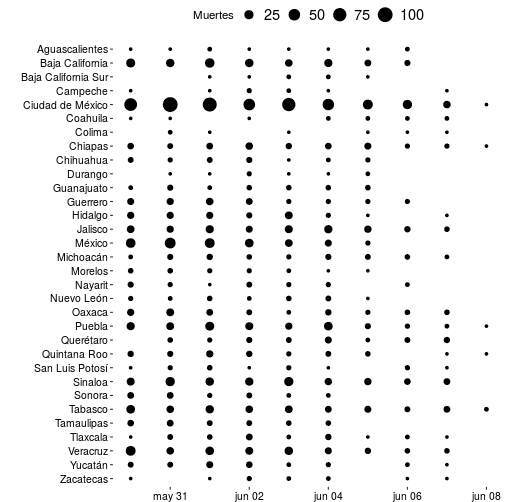 Muertes 25 50 75 100
Aguascalientes
Baja California
Baja California Sur
Campeche
Ciudad de México
Coahuila
Colima
Chiapas
Chihuahua
Durango
Guanajuato
Guerrero
Hidalgo
Jalisco
México
Michoacán
Morelos
Nayarit
Nuevo León
Oaxaca
Puebla
Querétaro
Quintana Roo
San Luis Potosí
Sinaloa
Sonora
Tabasco
Tamaulipas
Tlaxcala
Veracruz
Yucatán
Zacatecas
may 31 jun 02 jun 04 jun 06 jun 08